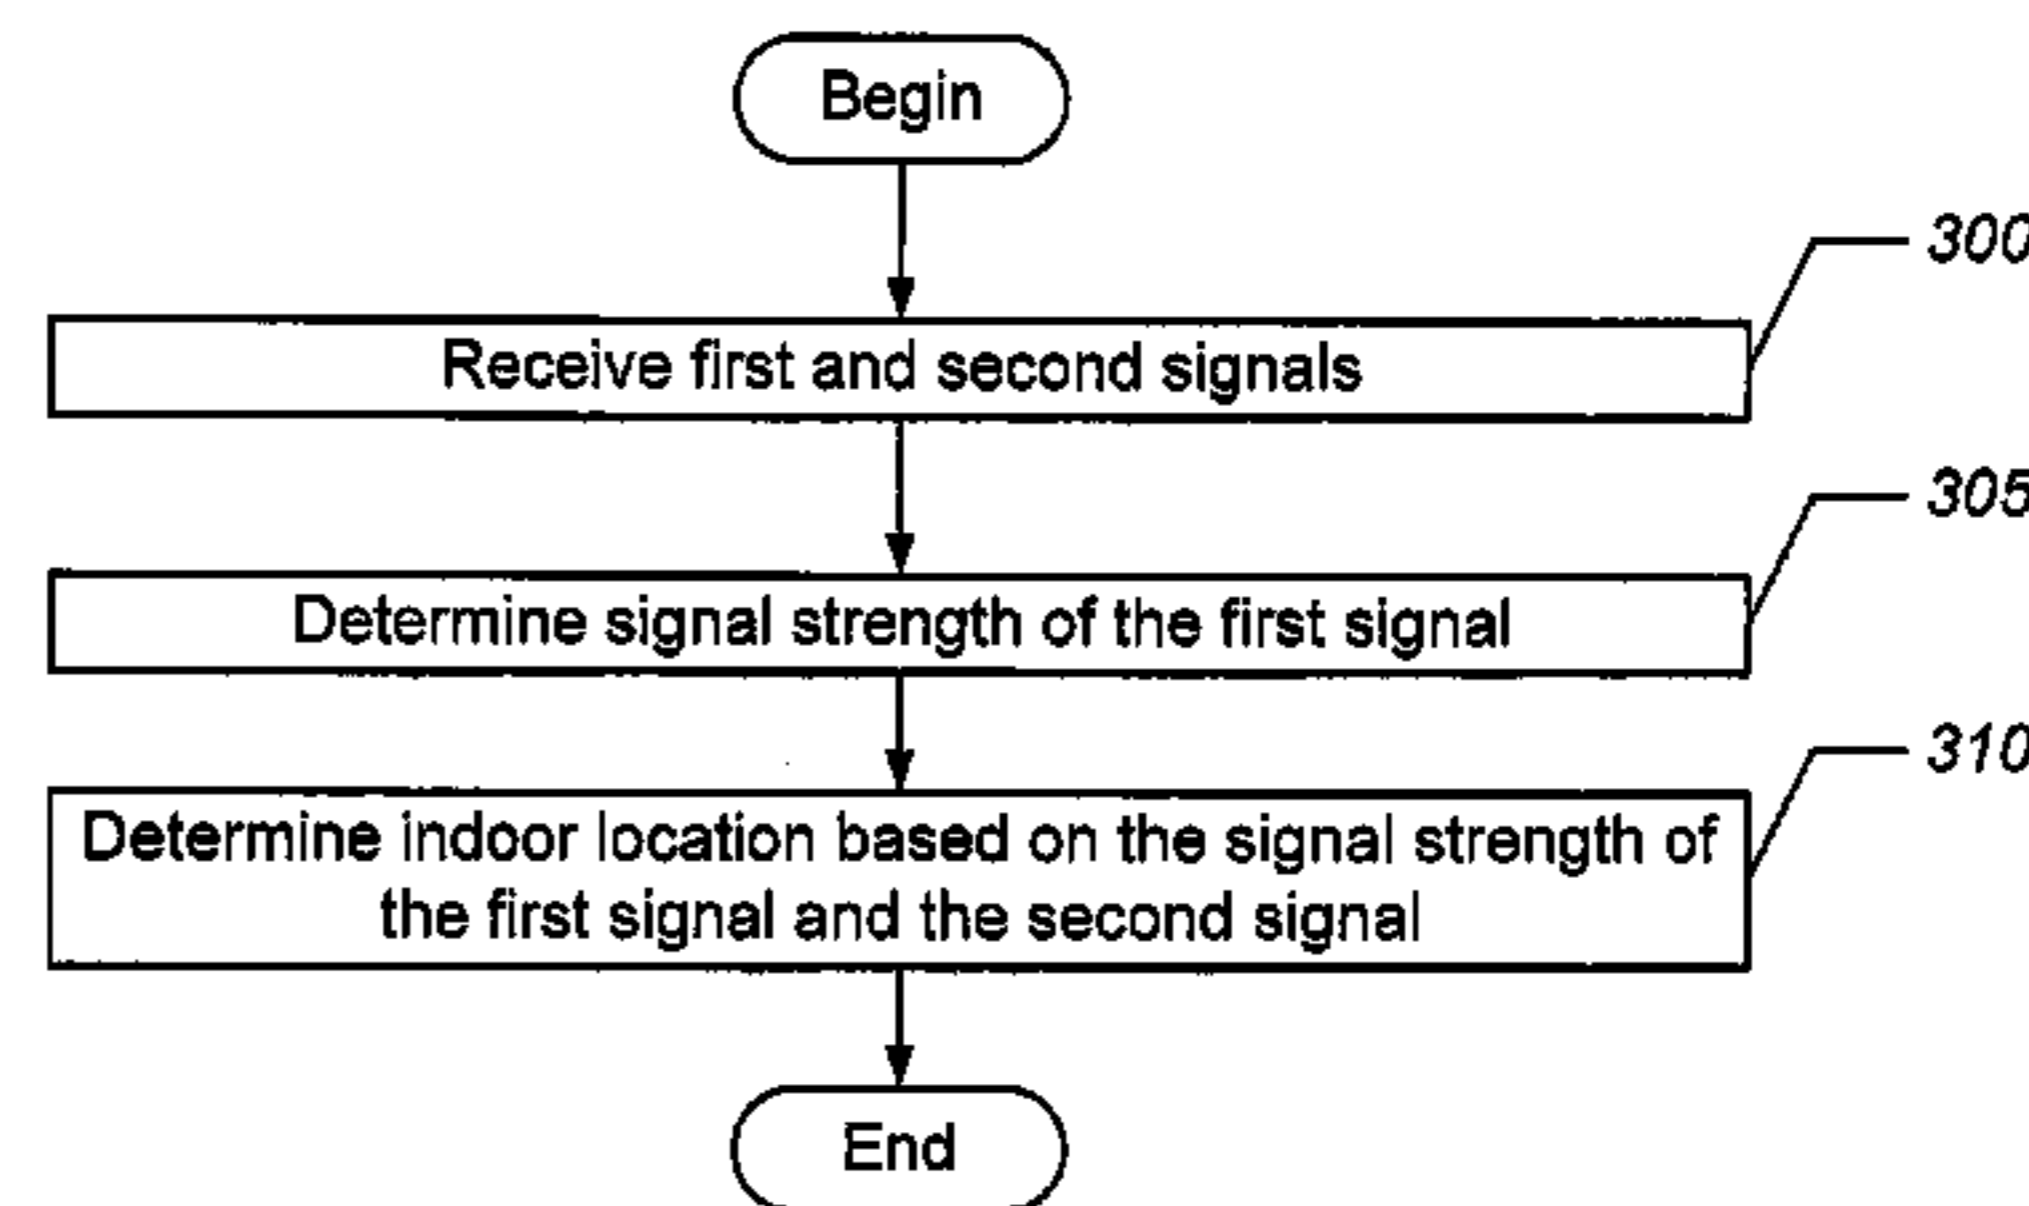 Begin
300
Receive first and second signals
305
Determine signal strength of the first signal
310
Determine indoor location based on the signal strength of
the first signal and the second signal
End